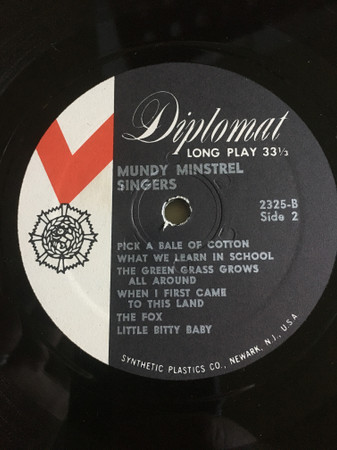 Diplomat
LONG PLAY 33⅓
MUNDY MINSTREL
SINGERS
2325-B
Side 2
PICK A BALE OF COTTON
WHAT WE LEARN IN SCHOOL
THE GREEN GRASS GROWS
ALL AROUND
WHEN I FIRST CAME
TO THIS LAND
THE FOX
LITTLE BITTY BABY
SYNTHETIC PLASTICS CO., NEWARK, N.J., U.S.A